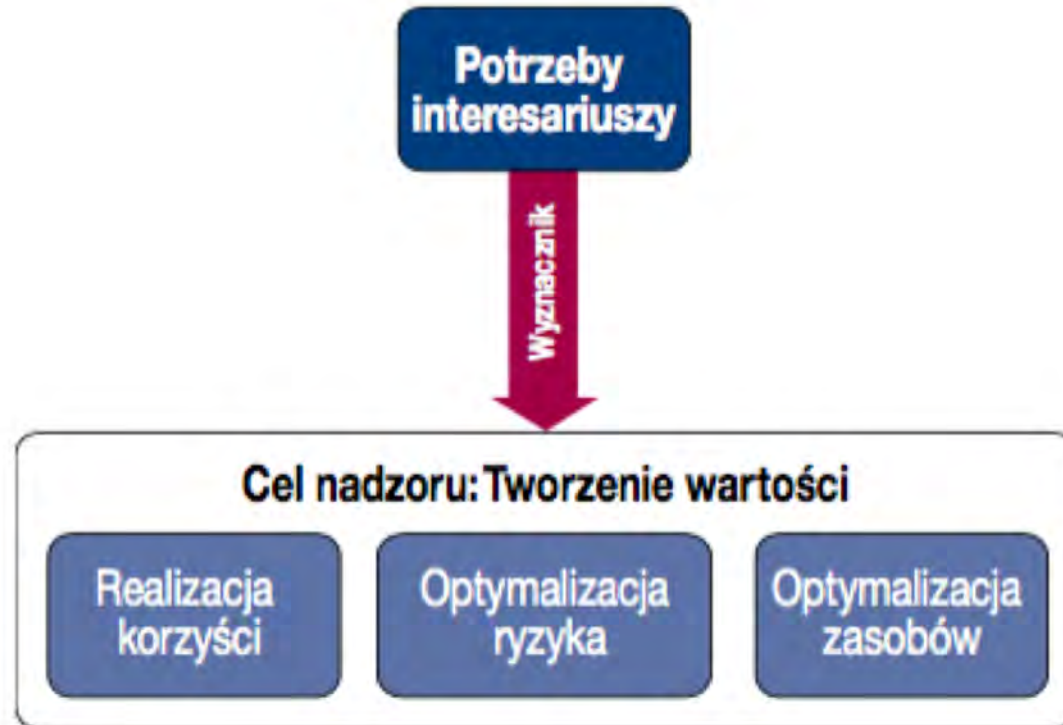 Potrzeby
interesariuszy
Wyznacznik
Cel nadzoru: Tworzenie wartości
Realizacja
korzyści
Optymalizacja
ryzyka
Optymalizacja
zasobów